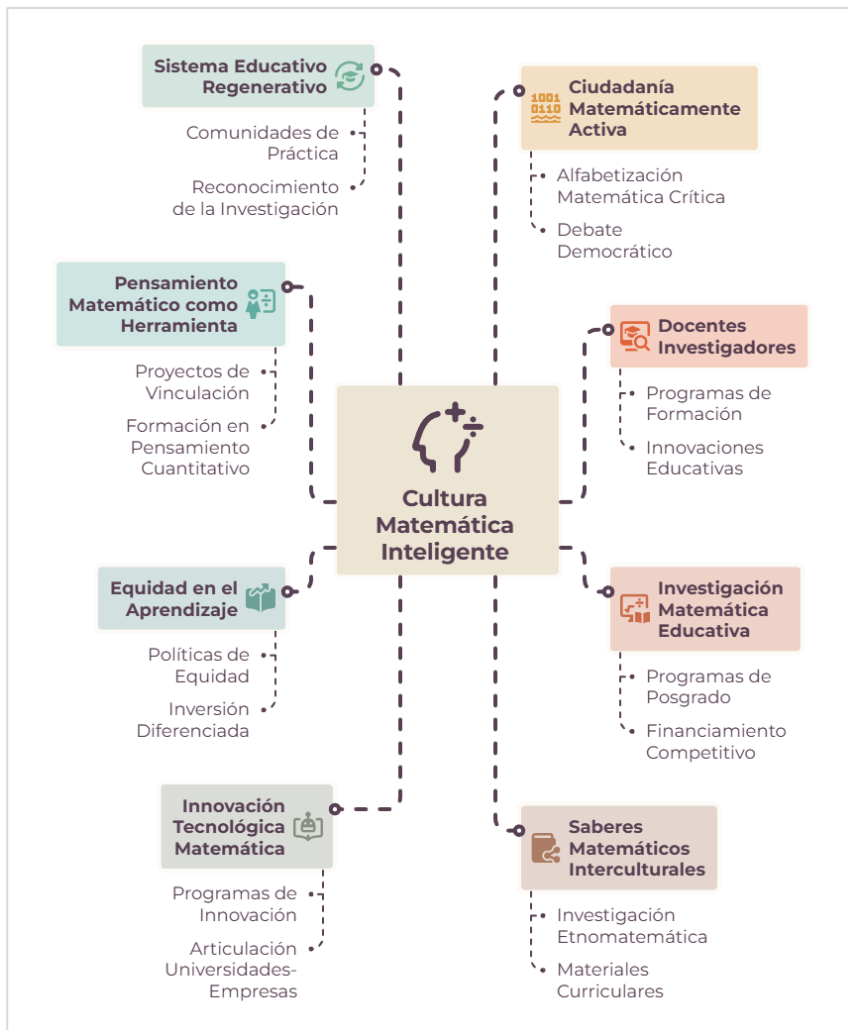 Sistema Educativo
Regenerativo
Comunidades de
Práctica
Reconocimiento
de la Investigación
1001
0110
Ciudadanía
Matemáticamente
Activa
Alfabetización
Matemática Crítica
Debate
Democrático
Pensamiento
Matemático como
Herramienta
Proyectos de
Vinculación
Formación en
Pensamiento
Cuantitativo
Docentes
Investigadores
Programas de
Formación
Innovaciones
Educativas
Cultura
Matemática
Inteligente
Equidad en el
Aprendizaje
Políticas de
Equidad
Inversión
Diferenciada
Investigación
Matemática
Educativa
Programas de
Posgrado
Financiamiento
Competitivo
Innovación
Tecnológica
Matemática
Programas de
Innovación
Articulación
Universidades-
Empresas
Saberes
Matemáticos
Interculturales
Investigación
Etnomatemática
Materiales
Curriculares